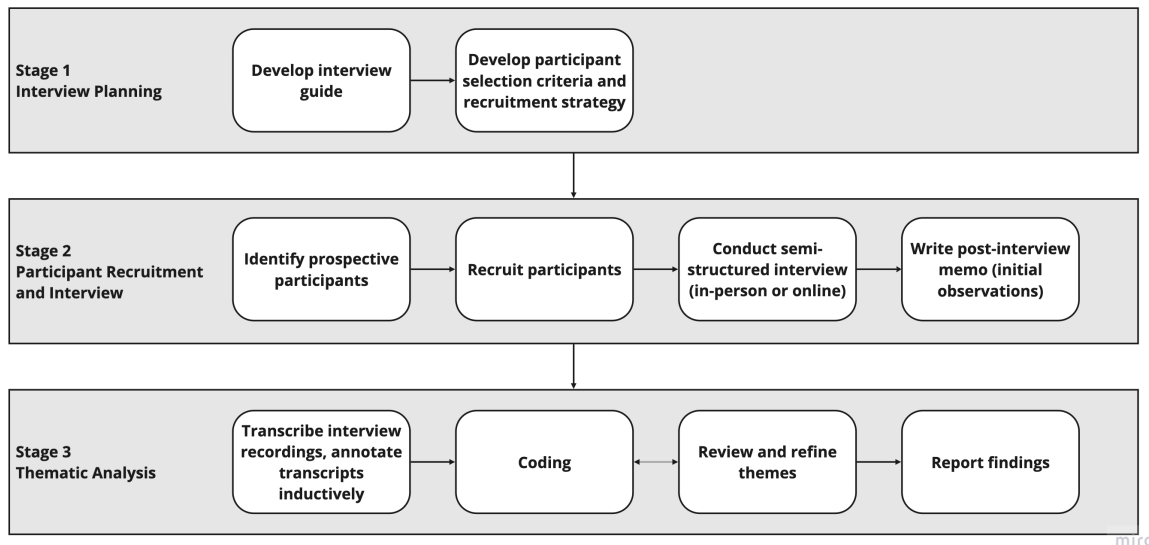 Stage 1
Interview Planning
Develop interview
guide
Develop participant
selection criteria and
recruitment strategy
Stage 2
Participant Recruitment
and Interview
Identify prospective
participants
Recruit participants
Conduct semi-
structured interview
(in-person or online)
Write post-interview
memo (initial
observations)
Stage 3
Thematic Analysis
Transcribe interview
recordings, annotate
transcripts
inductively
Coding
Review and refine
themes
Report findings